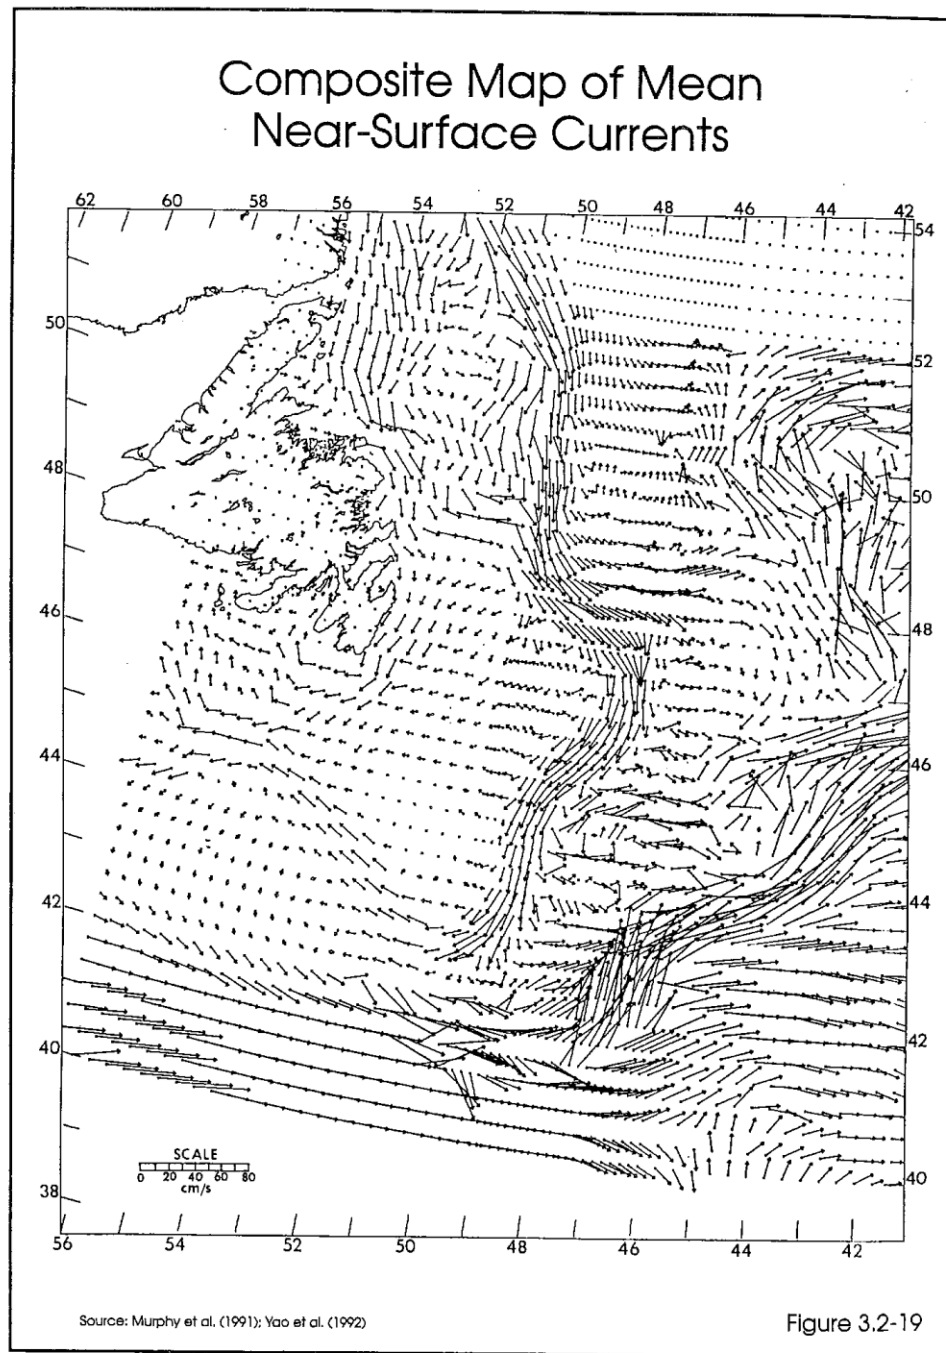 Composite Map of Mean
Near-Surface Currents
62 60 58 56 54 52 50 48 46 44 42
54
50
52
48
50
46
48
44
46
42
44
40
42
SCALE
0 20 40 60 80
cm/s
38
40
56 54 52 50 48 46 44 42
Source: Murphy et al. (1991); Yao et al. (1992)
Figure 3.2-19